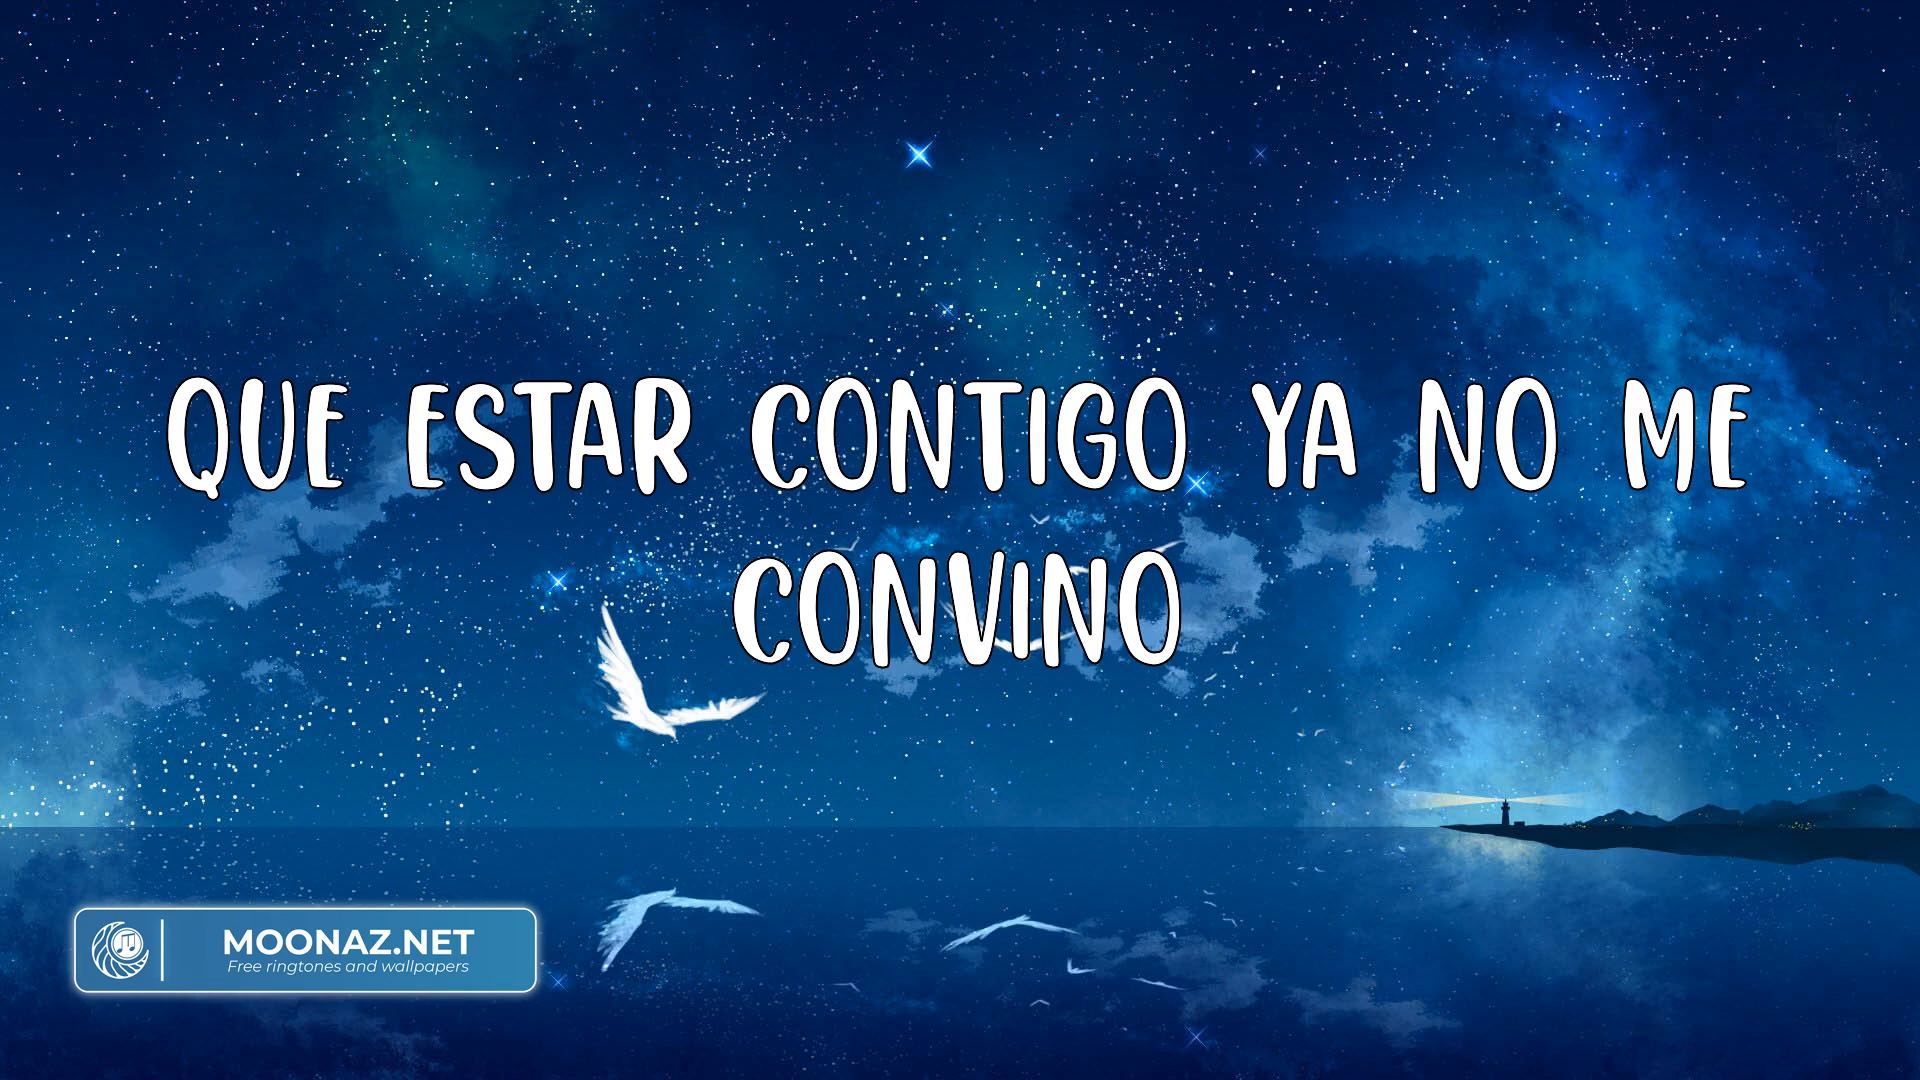 QUE ESTAR CONTIGO YA NO ME
CONVINO
MOONAZ.NET
Free ringtones and wallpapers